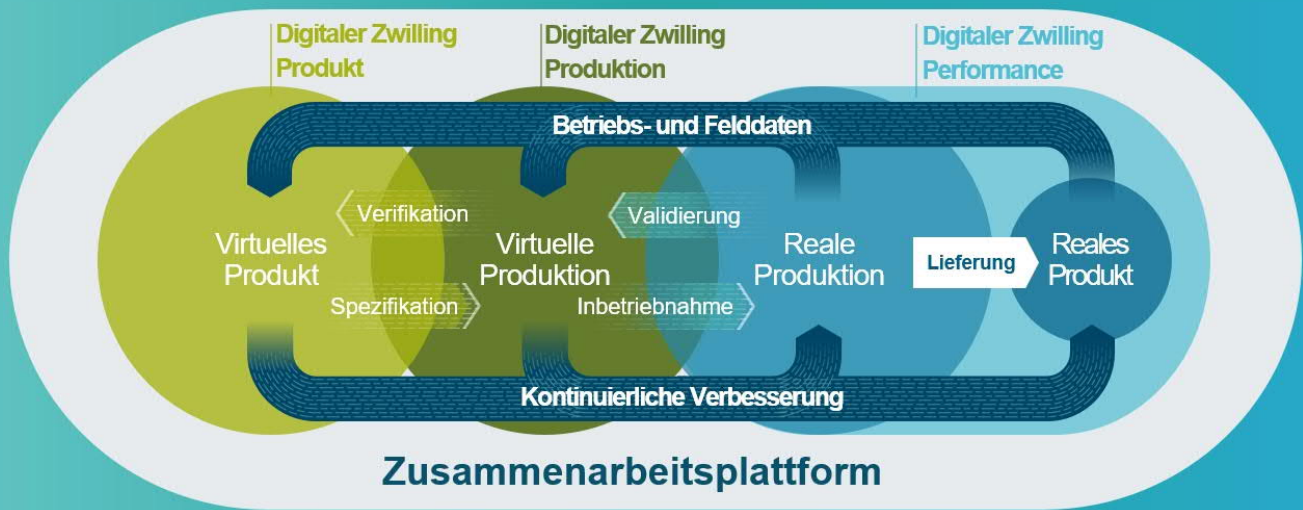 Digitaler Zwilling
Produkt
Digitaler Zwilling
Produktion
Digitaler Zwilling
Performance
Betriebs- und Felddaten
Verifikation
Validierung
Virtuelles
Produkt
Virtuelle
Produktion
Reale
Produktion
Lieferung
Reales
Produkt
Spezifikation
Inbetriebnahme
Kontinuierliche Verbesserung
Zusammenarbeitsplattform